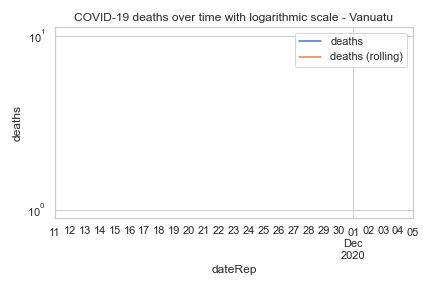 COVID-19 deaths over time with logarithmic scale - Vanuatu
10¹
deaths
deaths (rolling)
deaths
10⁰
11 12 13 14 15 16 17 18 19 20 21 22 23 24 25 26 27 28 29 30 01 02 03 04 05
Dec
2020
dateRep